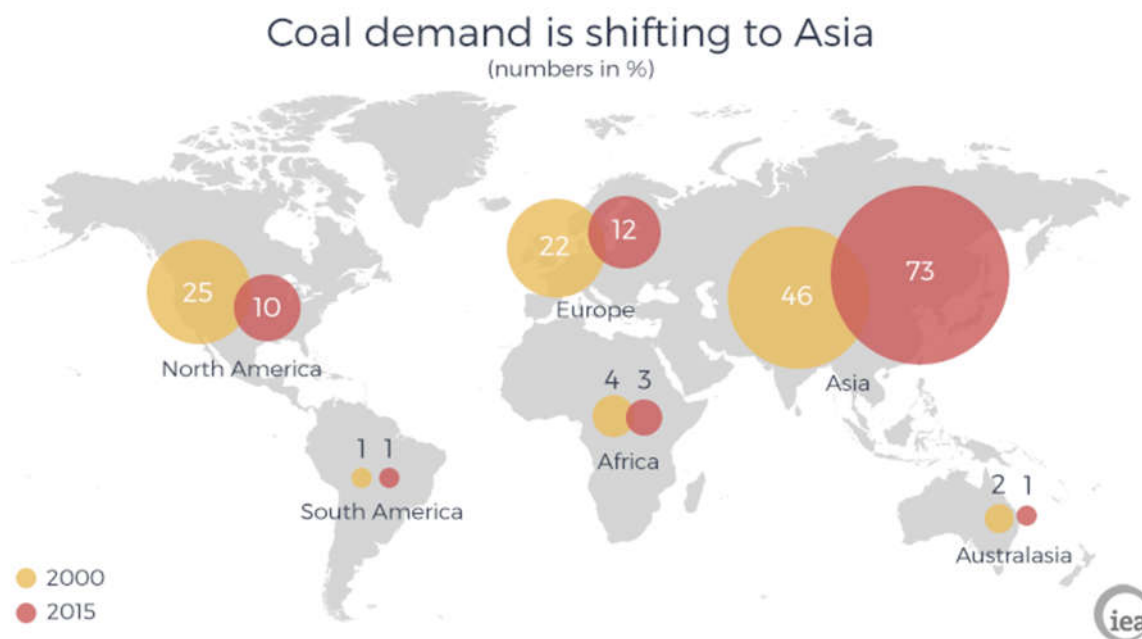 Coal demand is shifting to Asia
(numbers in %)
22
12
Europe
46
73
Asia
25
10
North America
4 3
Africa
1 1
South America
2 1
Australasia
2000
2015
iea